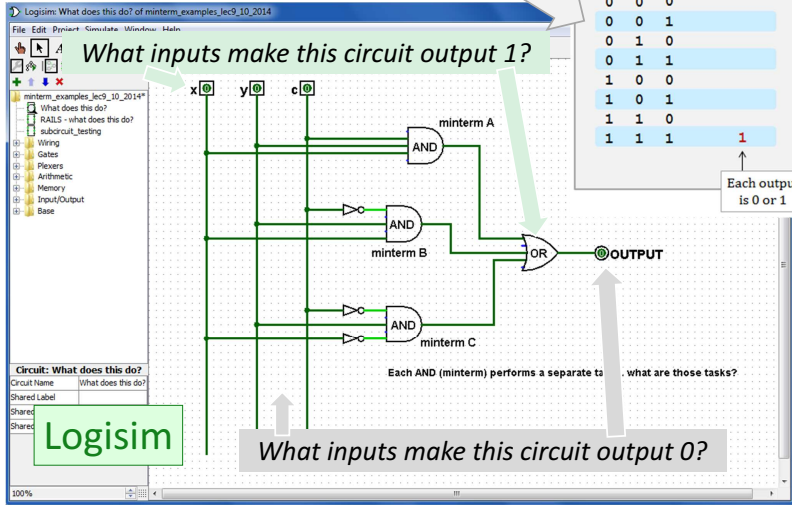 Logisim: What does this do? of minterm_examples_lec9_10_2014
File Edit Project Simulate Window Help
What inputs make this circuit output 1?
0 0 0
0 0 1
0 1 0
0 1 1
1 0 0
1 0 1
1 1 0
1 1 1 1
Each output
is 0 or 1
minterm_examples_lec9_10_2014*
What does this do?
RAILS - what does this do?
subcircuit_testing
Wiring
Gates
Plexers
Arithmetic
Memory
Input/Output
Base
x 0 y 0 c 0
minterm A
AND
AND
minterm B
OR
0 OUTPUT
AND
minterm C
Each AND (minterm) performs a separate ta . what are those tasks?
Circuit: What does this do?
Circuit Name What does this do?
Shared Label
Shared
Shared
Logisim
What inputs make this circuit output 0?
100%